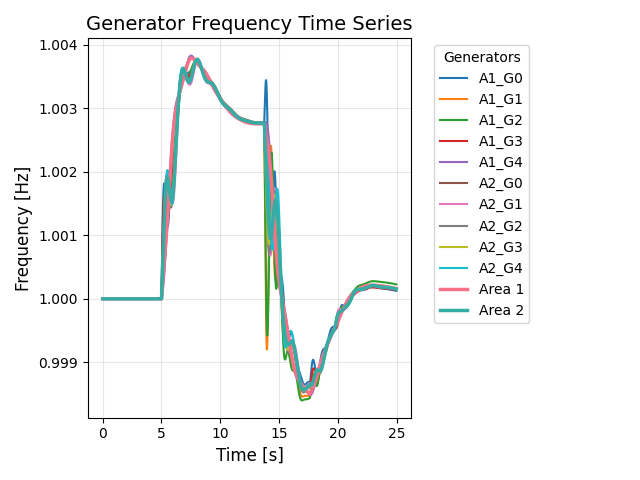 Generator Frequency Time Series
Frequency [Hz]
1.004
1.003
1.002
1.001
1.000
0.999
0
5
10
15
20
25
Time [s]
Generators
A1_G0
A1_G1
A1_G2
A1_G3
A1_G4
A2_G0
A2_G1
A2_G2
A2_G3
A2_G4
Area 1
Area 2